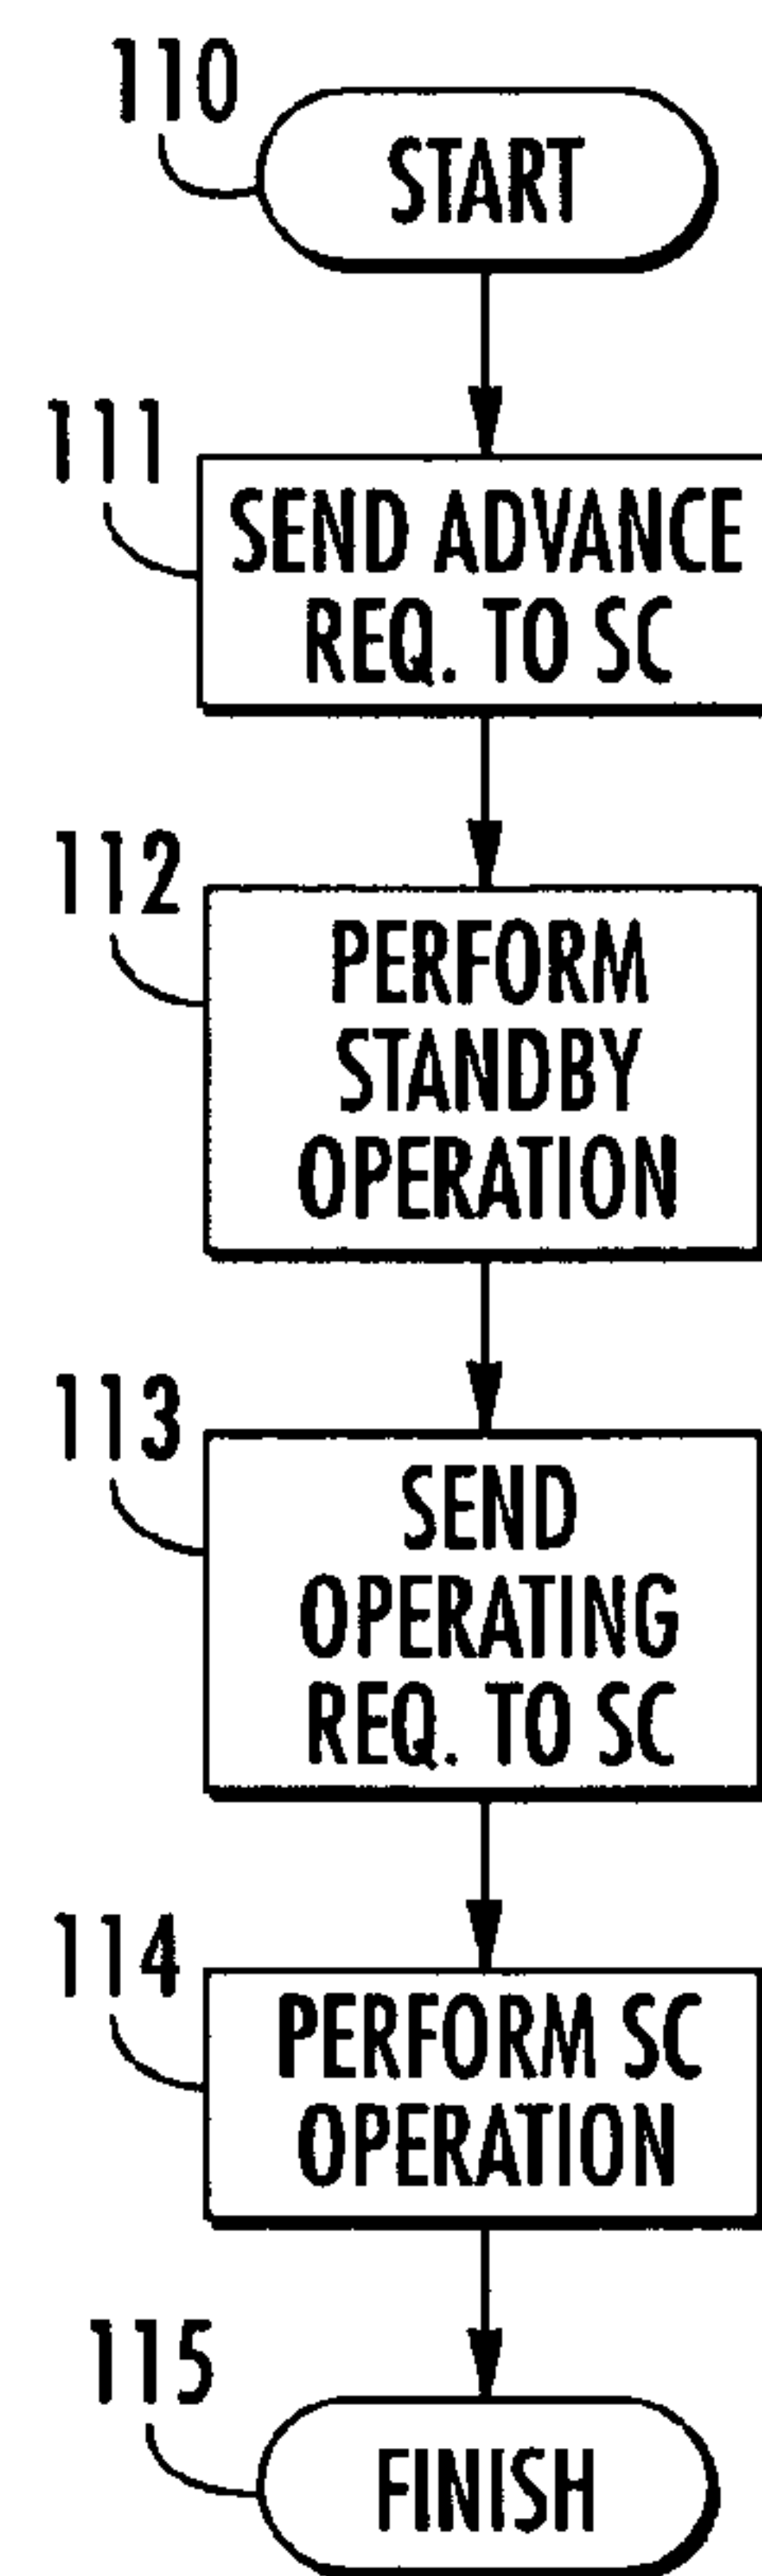 110
START
111
SEND ADVANCE
REQ. TO SC
112
PERFORM
STANDBY
OPERATION
113
SEND
OPERATING
REQ. TO SC
114
PERFORM SC
OPERATION
115
FINISH